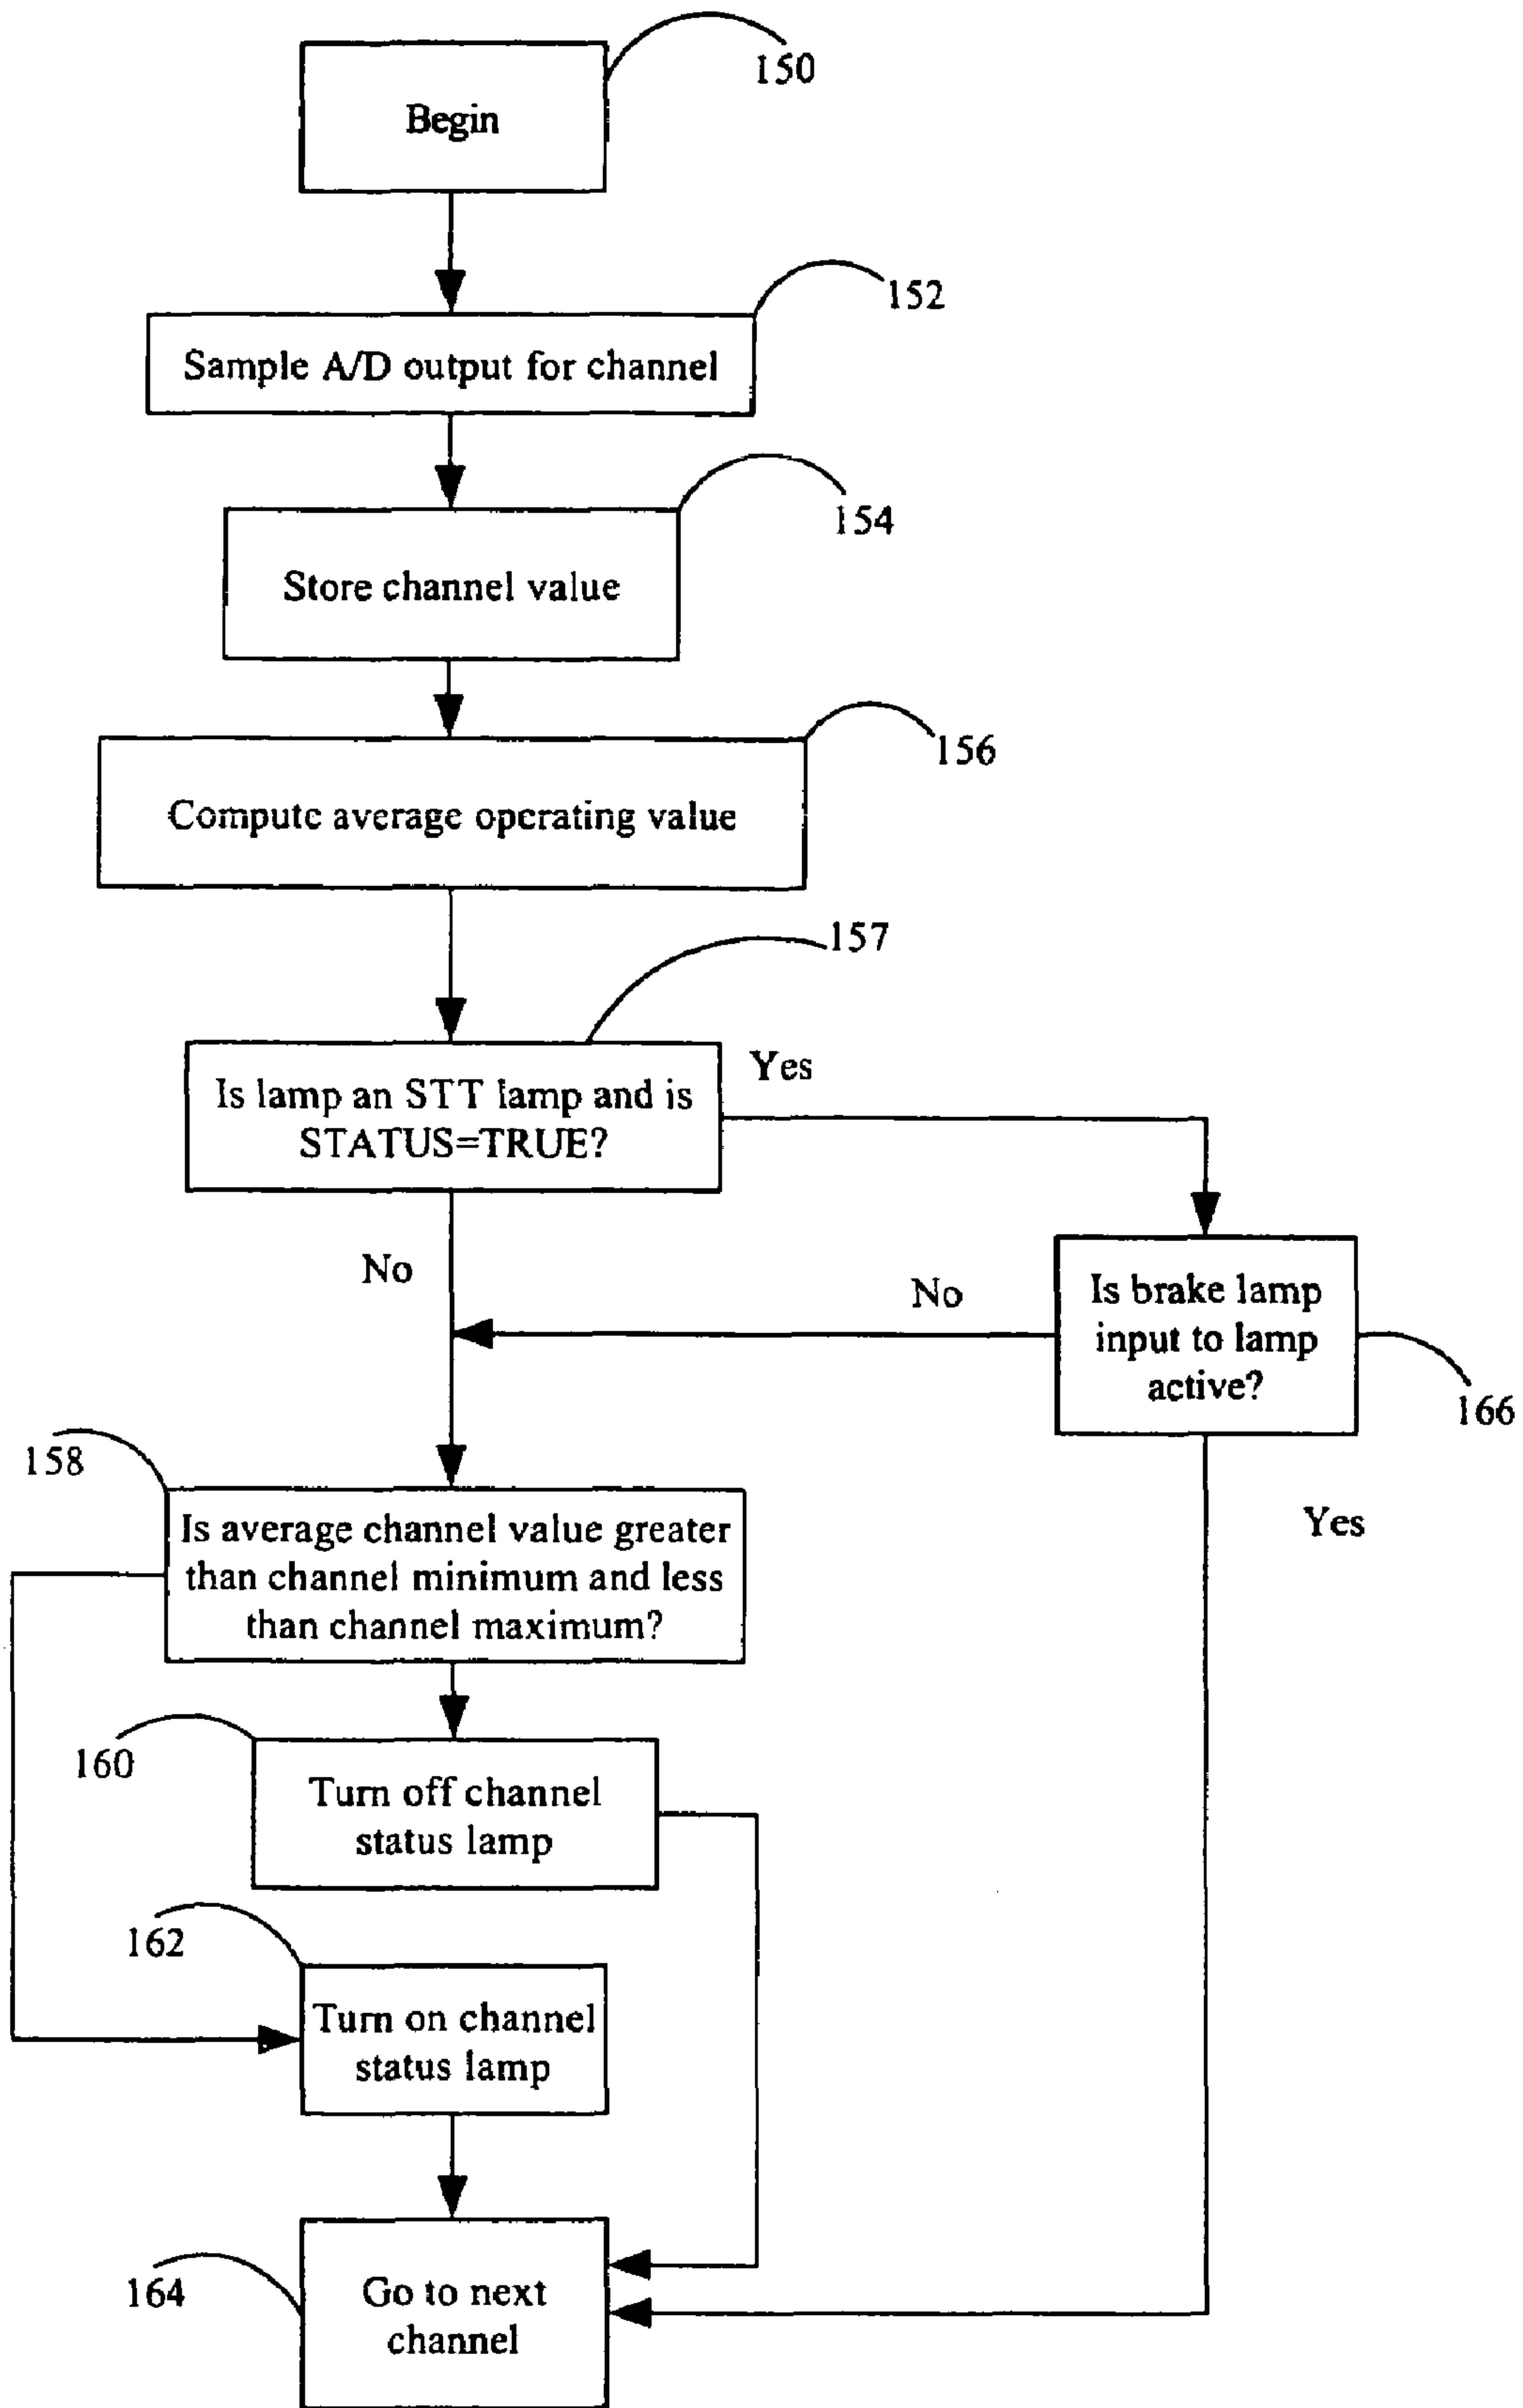 150
Begin
152
Sample A/D output for channel
154
Store channel value
156
Compute average operating value
157
Is lamp an STT lamp and is
STATUS=TRUE?
Yes
No
No
Is brake lamp
input to lamp
active?
166
158
Is average channel value greater
than channel minimum and less
than channel maximum?
Yes
160
Turn off channel
status lamp
162
Turn on channel
status lamp
164
Go to next
channel